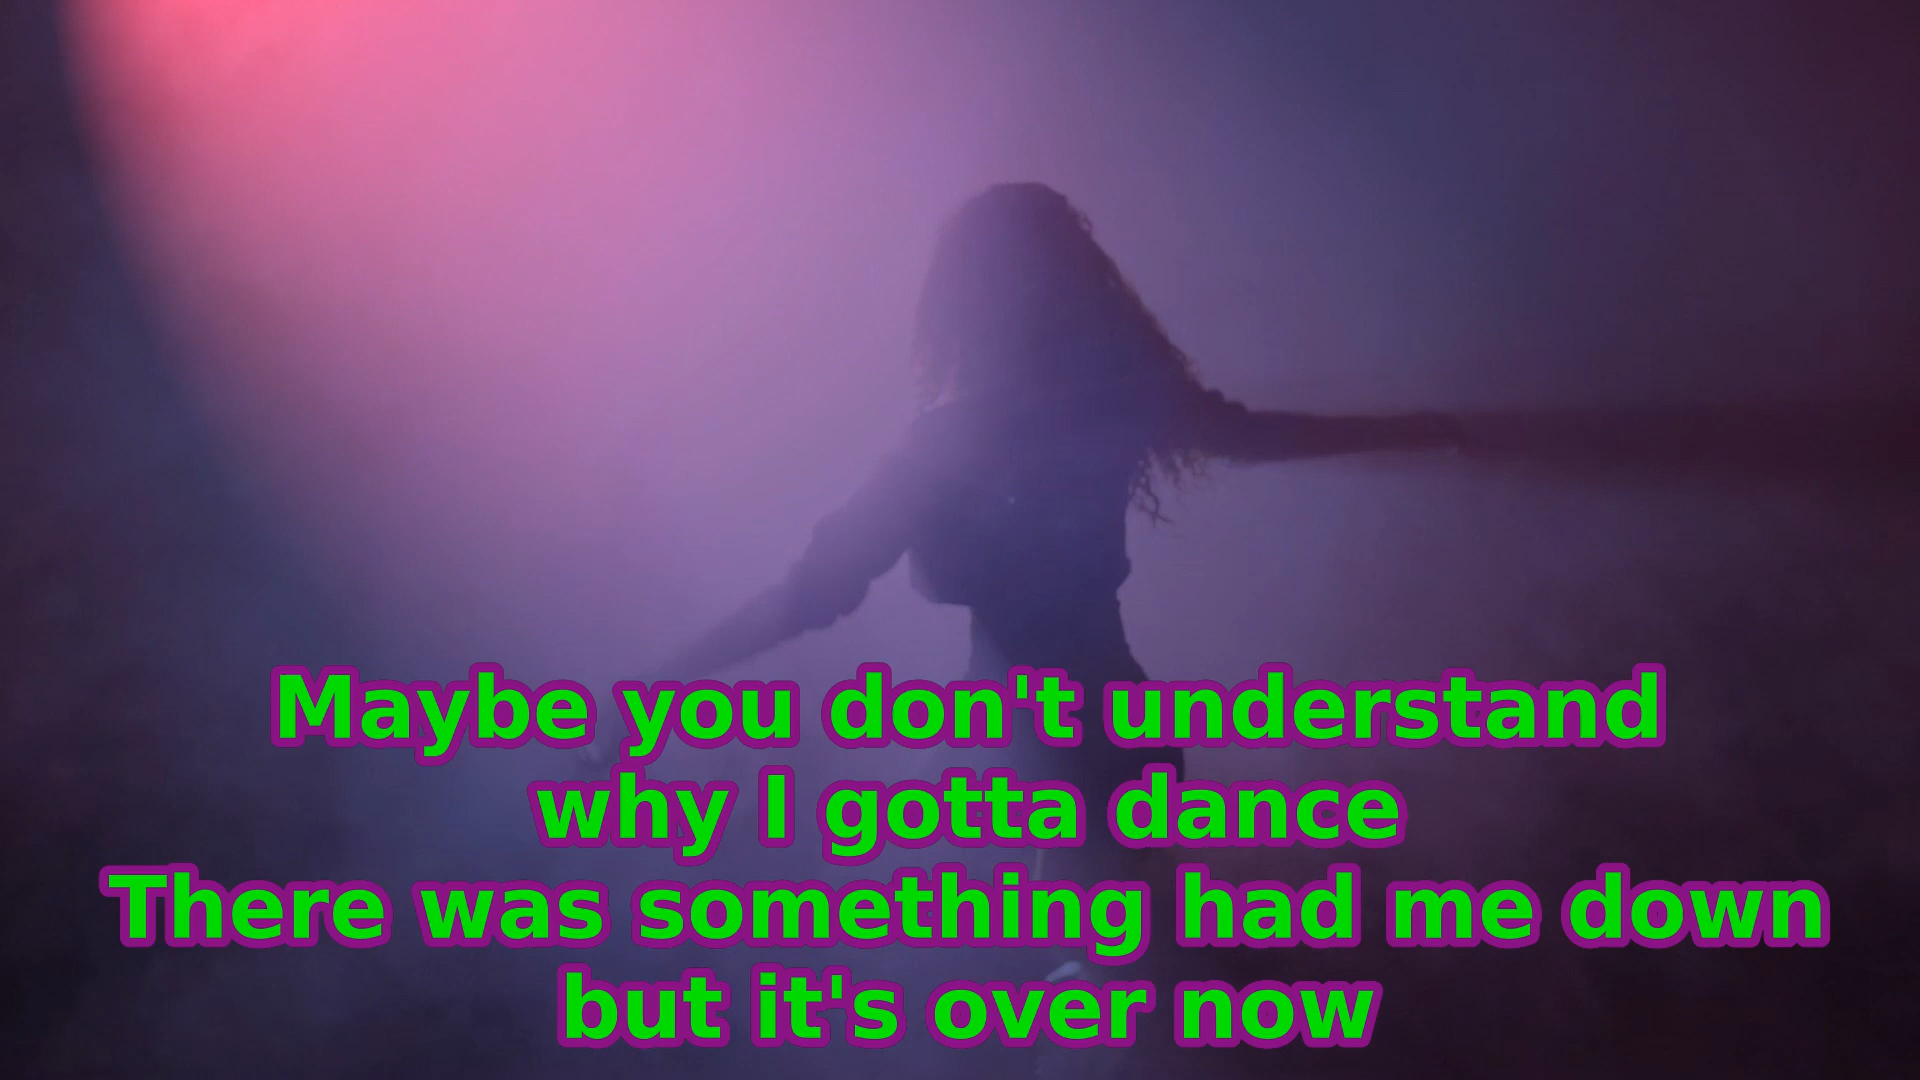 Maybe you don't understand
why I gotta dance
There was something had me down
but it's over now